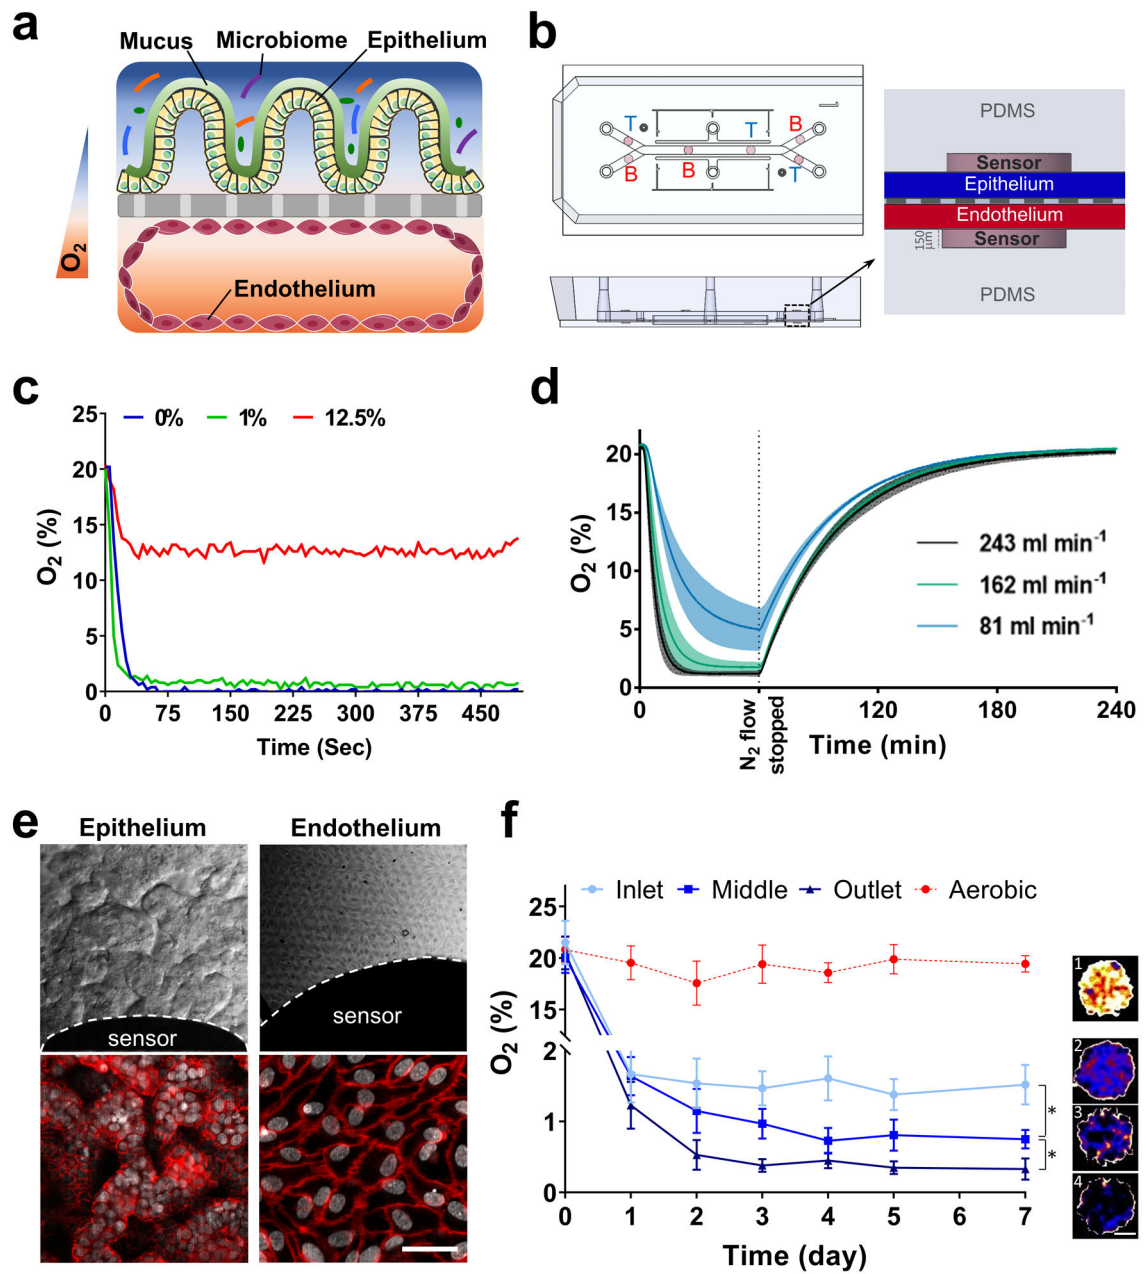 a
Mucus Microbiome Epithelium
O2
Endothelium
b
T T B
B B T
PDMS
Sensor
Epithelium
Endothelium
Sensor
150 µm
PDMS
c
0% 1% 12.5%
25
20
15
10
5
0
O2 (%)
0 75 150 225 300 375 450
Time (Sec)
d
20
15
10
5
0
O2 (%)
243 ml min-1
162 ml min-1
81 ml min-1
0 120 180 240
N2 flow
stopped
Time (min)
e
Epithelium Endothelium
sensor
sensor
f
Inlet Middle Outlet Aerobic
25
20
15
2
1
0
O2 (%)
*
*
0 1 2 3 4 5 6 7
Time (day)
1
2
3
4